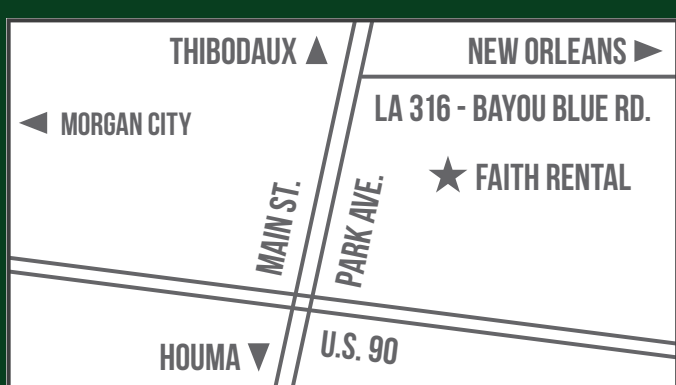 THIBODAUX
NEW ORLEANS
LA 316 - BAYOU BLUE RD.
MORGAN CITY
FAITH RENTAL
MAIN ST.
PARK AVE.
U.S. 90
HOUMA